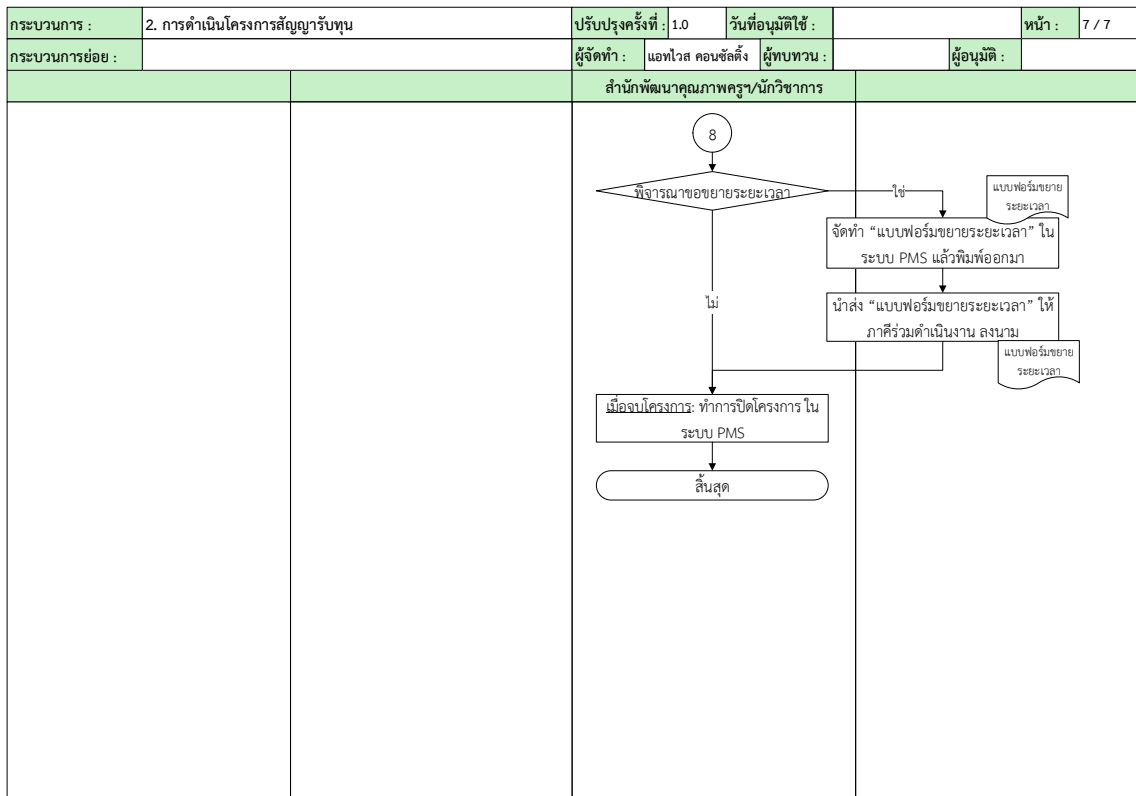 กระบวนการ : 2. การดำเนินโครงการสัญญารับทุน ปรับปรุงครั้งที่ : 1.0 วันที่อนุมัติใช้ : หน้า : 7 / 7
กระบวนการย่อย : ผู้จัดทำ : แอทไวส คอนซัลติ้ง ผู้ทบทวน : ผู้อนุมัติ :
สำนักพัฒนาคุณภาพครูฯ/นักวิชาการ
8
พิจารณาขอขยายระยะเวลา
ใช่
แบบฟอร์มขยาย
ระยะเวลา
จัดทำ “แบบฟอร์มขยายระยะเวลา” ใน
ระบบ PMS แล้วพิมพ์ออกมา
ไม่
นำส่ง “แบบฟอร์มขยายระยะเวลา” ให้
ภาคีร่วมดำเนินงาน ลงนาม
แบบฟอร์มขยาย
ระยะเวลา
เมื่อจบโครงการ: ทำการปิดโครงการ ใน
ระบบ PMS
สิ้นสุด